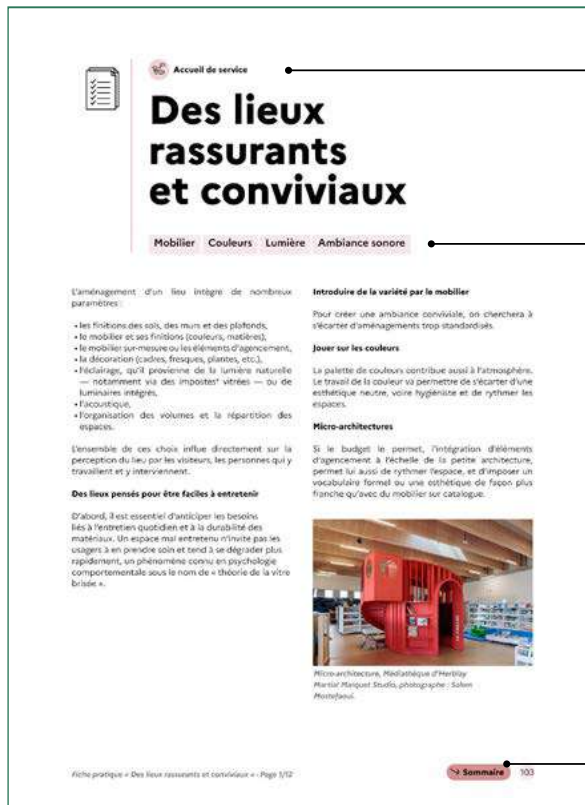 Accueil de service
Des lieux
rassurants
et conviviaux
Mobilier Couleurs Lumière Ambiance sonore
L'aménagement d'un lieu intègre de nombreux
paramètres :
• les finitions des sols, des murs et des plafonds,
• le mobilier et ses finitions (couleurs, matières),
• le mobilier sur-mesure ou les éléments d'agencement,
• la décoration (cadres, fresques, plantes, etc.),
• l'éclairage, qu'il provienne de la lumière naturelle
— notamment via des impostes* vitrées — ou de
luminaires intégrés,
• l'acoustique,
• l'organisation des volumes et la répartition des
espaces.
L'ensemble de ces choix influe directement sur la
perception du lieu par les visiteurs, les personnes qui y
travaillent et y interviennent.
Des lieux pensés pour être faciles à entretenir
D'abord, il est essentiel d'anticiper les besoins
liés à l'entretien quotidien et à la durabilité des
matériaux. Un espace mal entretenu n'invite pas les
usagers à en prendre soin et tend à se dégrader plus
rapidement, un phénomène connu en psychologie
comportementale sous le nom de « théorie de la vitre
brisée ».
Introduire de la variété par le mobilier
Pour créer une ambiance conviviale, on cherchera à
s'écarter d'aménagements trop standardisés.
Jouer sur les couleurs
La palette de couleurs contribue aussi à l'atmosphère.
Le travail de la couleur va permettre de s'écarter d'une
esthétique neutre, voire hygiéniste et de rythmer les
espaces.
Micro-architectures
Si le budget le permet, l'intégration d'éléments
d'agencement à l'échelle de la petite architecture,
permet lui aussi de rythmer l'espace, et d'imposer un
vocabulaire formel ou une esthétique de façon plus
franche qu'avec du mobilier sur catalogue.
Micro-architecture, Médiathèque d'Herblay
Martial Marquet Studio, photographe : Salem
Mostefaoui.
Fiche pratique « Des lieux rassurants et conviviaux » - Page 1/12
Sommaire 103